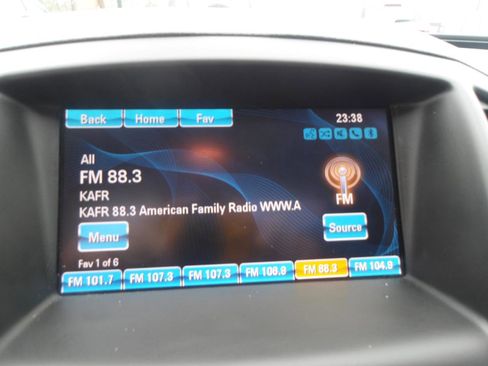 Back Home Fav 23:38
All
FM 88.3
KAFR
KAFR 88.3 American Family Radio WWW.A
FM
Menu Source
Fav 1 of 6
FM 101.7 FM 107.3 FM 107.3 FM 106.9 FM 88.3 FM 104.9